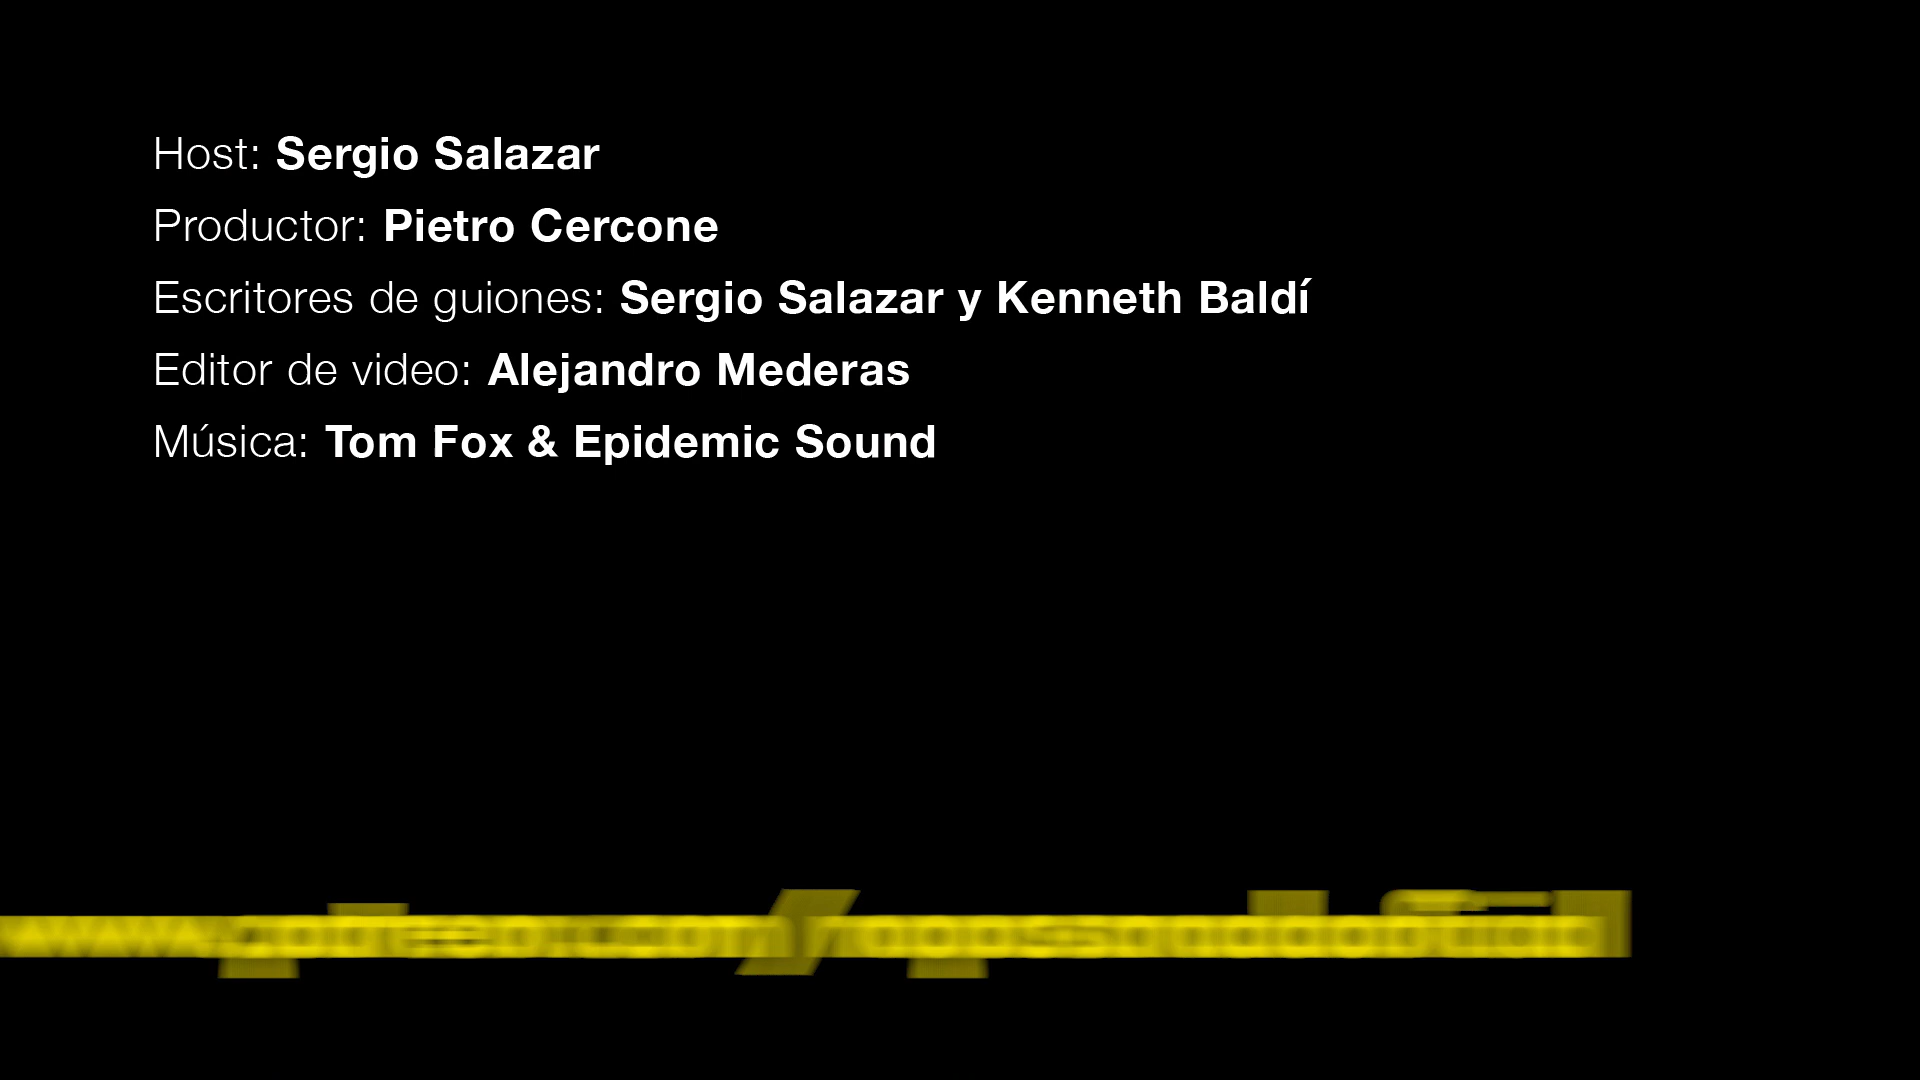 Host: Sergio Salazar
Productor: Pietro Cercone
Escritores de guiones: Sergio Salazar y Kenneth Baldí
Editor de video: Alejandro Mederas
Música: Tom Fox & Epidemic Sound